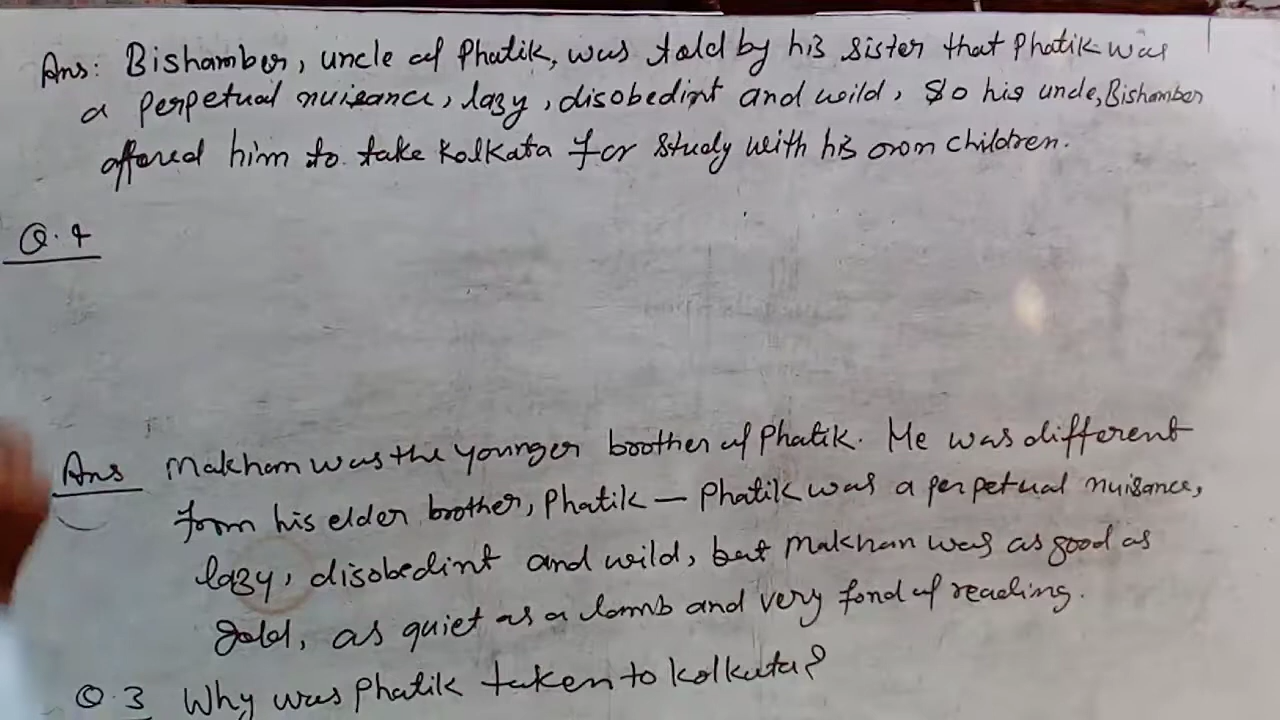 Ans: Bishamber, uncle of Phatik, was told by his sister that Phatik was
a perpetual nuisance, lazy, disobedint and wild, So his uncle, Bishamber
offered him to take Kolkata for study with his own children.
Q.4
Ans Makhan was the younger brother of Phatik. He was different
from his elder brother, Phatik – Phatik was a perpetual nuisance,
lazy, disobedint and wild, but Makhan was as good as
gold, as quiet as a lamb and very fond of reading.
Q.3 Why was Phatik taken to Kolkata?